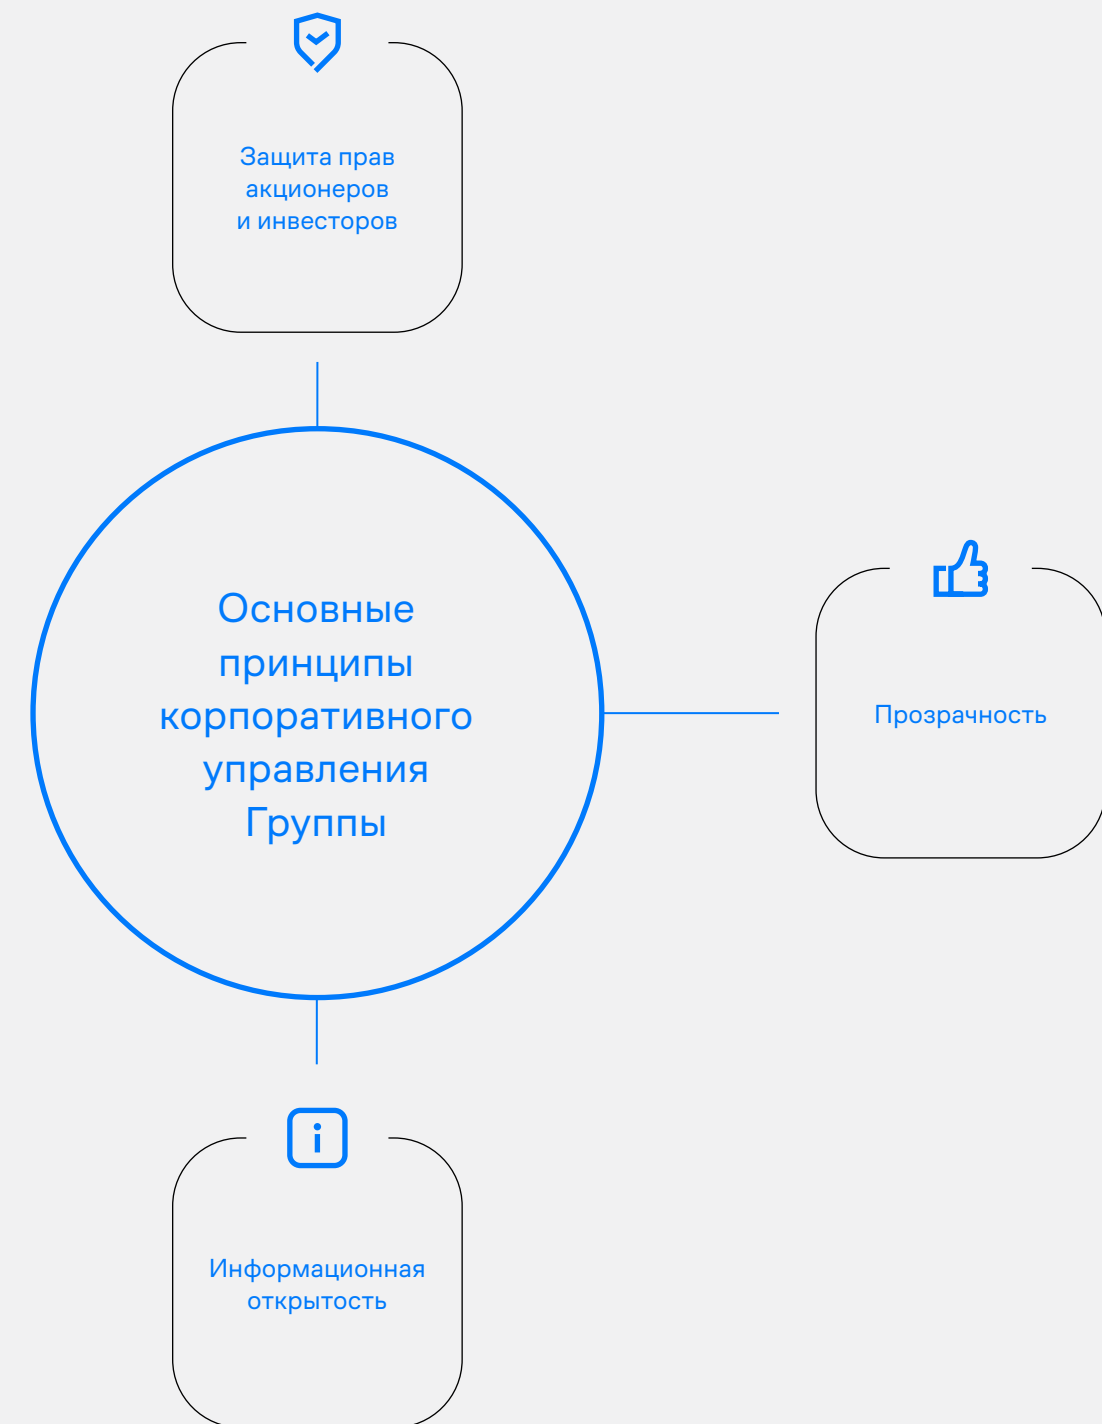 Защита прав
акционеров
и инвесторов
Основные
принципы
корпоративного
управления
Группы
Прозрачность
Информационная
открытость